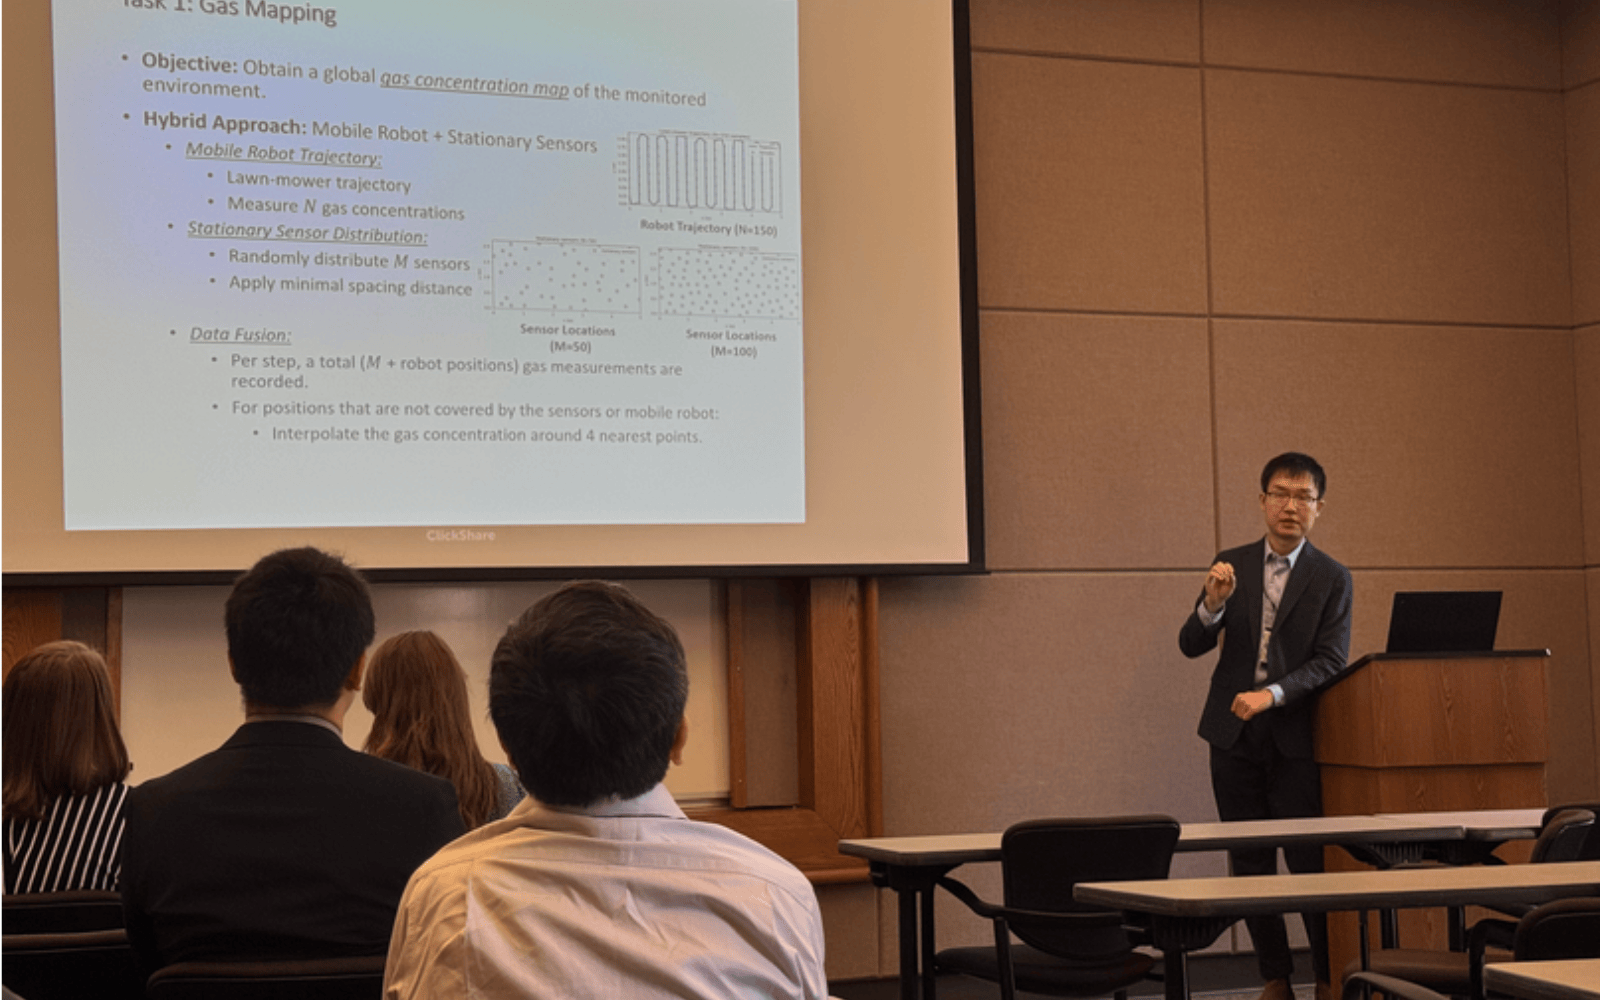 Task 1: Gas Mapping
• Objective: Obtain a global gas concentration map of the monitored
environment.
• Hybrid Approach: Mobile Robot + Stationary Sensors
• Mobile Robot Trajectory:
• Lawn-mower trajectory
• Measure N gas concentrations
Robot Trajectory (N=150)
• Stationary Sensor Distribution:
• Randomly distribute M sensors
• Apply minimal spacing distance
Sensor Locations
(M=50)
Sensor Locations
(M=100)
• Data Fusion:
• Per step, a total (M + robot positions) gas measurements are
recorded.
• For positions that are not covered by the sensors or mobile robot:
• Interpolate the gas concentration around 4 nearest points.
ClickShare